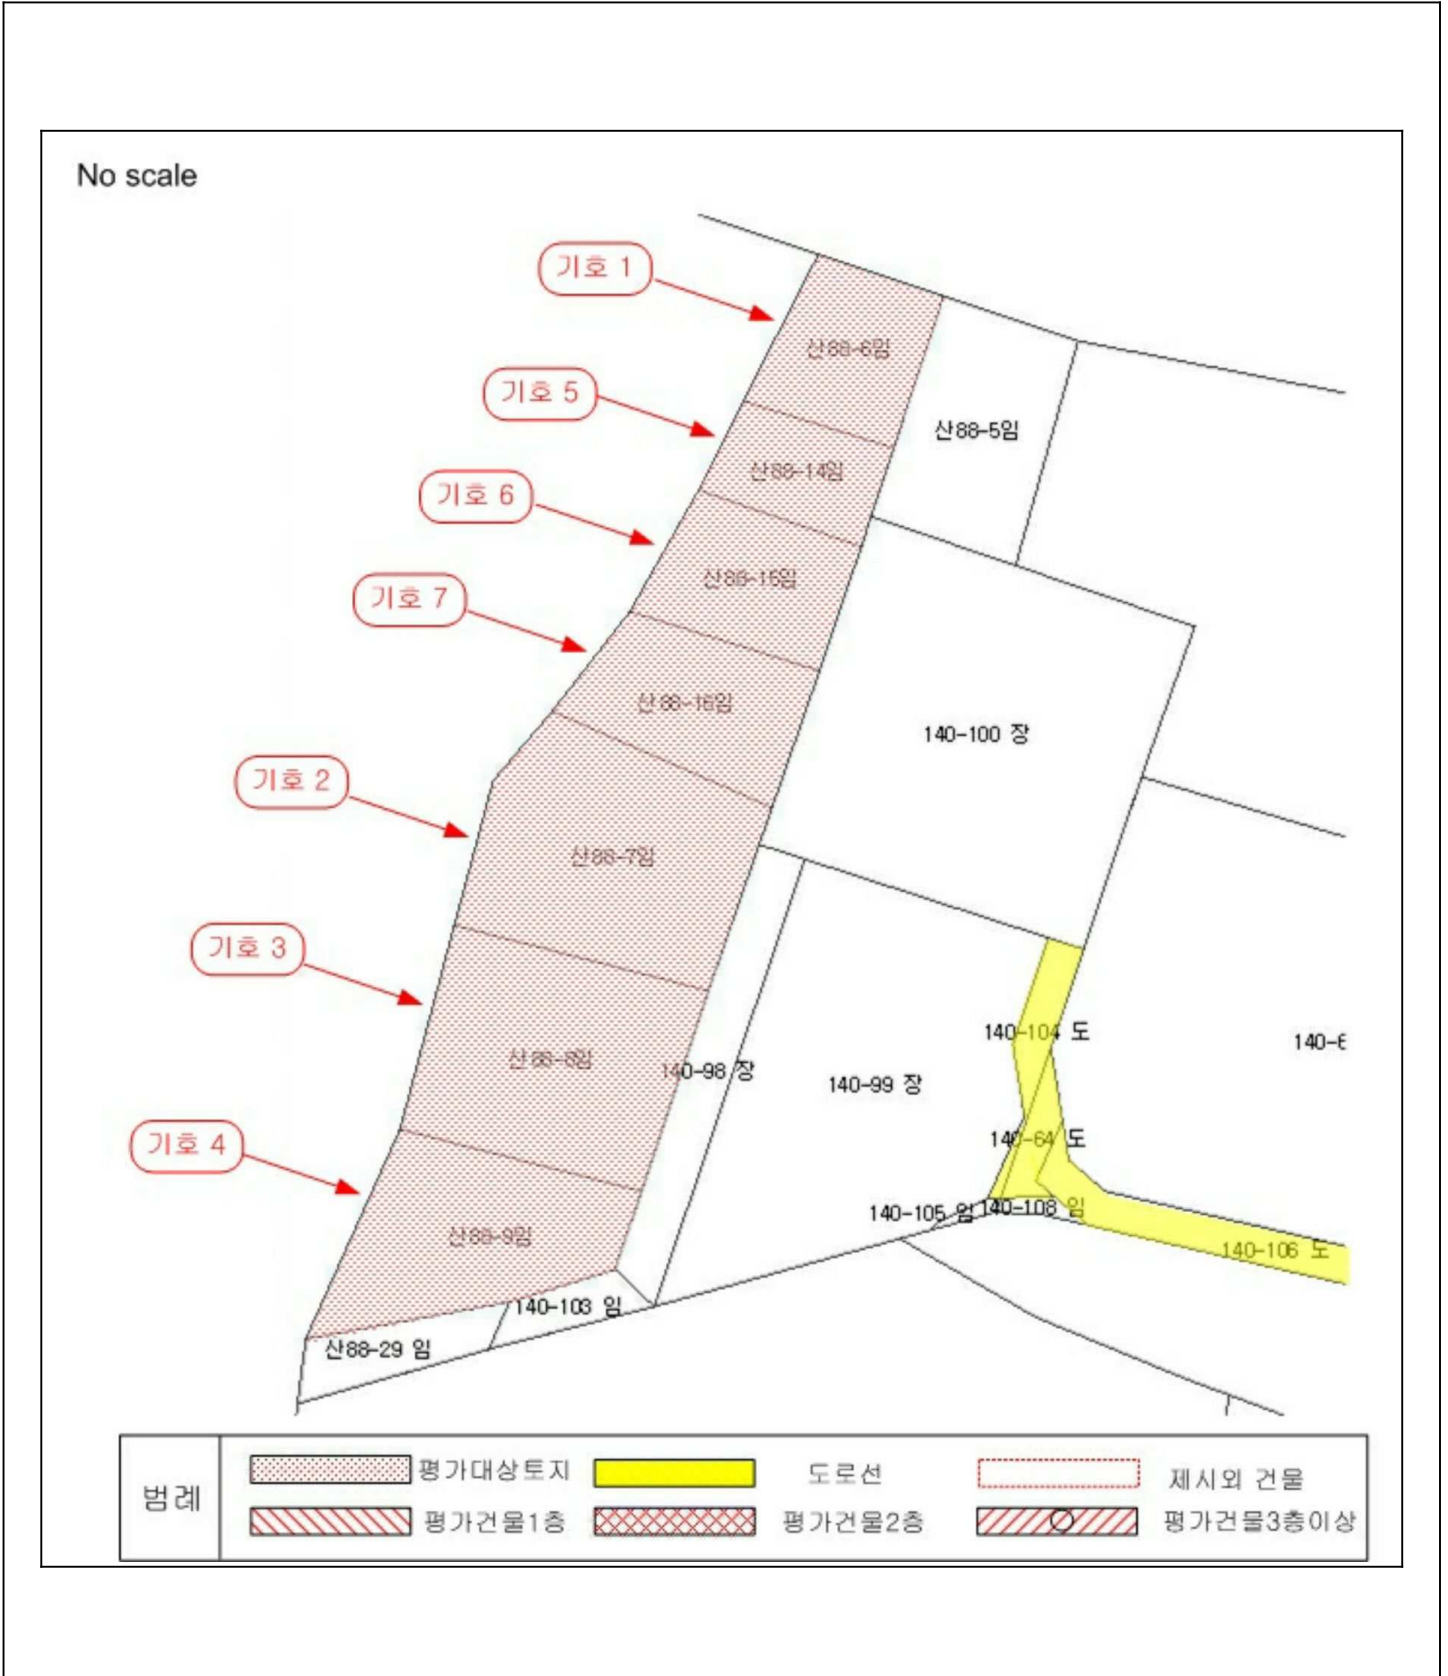 No scale
기호 1
산88-6임
기호 5
산88-5임
산88-14임
기호 6
산88-15임
기호 7
산88-16임
140-100 장
기호 2
산88-7임
기호 3
140-104 도
140-6
산88-8임
140-98 장
140-99 장
기호 4
140-64 도
140-105 임
140-108 임
산88-9임
140-106 도
140-103 임
산88-29 임
범례
평가대상토지
도로선
제시외 건물
평가건물1층
평가건물2층
평가건물3층이상